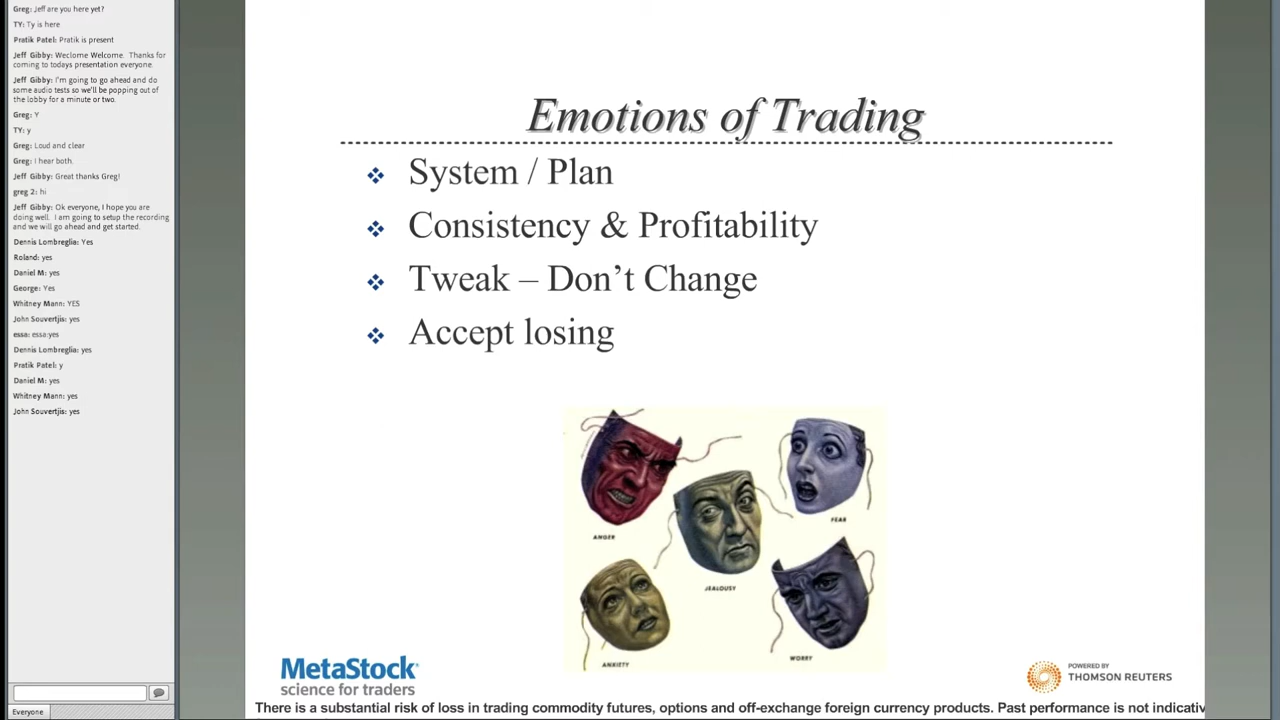 Greg: Jeff are you here yet?
TY: Ty is here
Pratik Patel: Pratik is present
Jeff Gibby: Weclome Welcome. Thanks for
coming to todays presentation everyone.
Jeff Gibby: I'm going to go ahead and do
some audio tests so we'll be popping out of
the lobby for a minute or two.
Greg: Y
TY: y
Greg: Loud and clear
Greg: I hear both.
Jeff Gibby: Great thanks Greg!
greg 2: hi
Jeff Gibby: Ok everyone, I hope you are
doing well. I am going to setup the recording
and we will go ahead and get started.
Dennis Lombreglia: Yes
Roland: yes
Daniel M: yes
George: Yes
Whitney Mann: YES
John Souvertjis: yes
essa: essa:yes
Dennis Lombreglia: yes
Pratik Patel: y
Daniel M: yes
Whitney Mann: yes
John Souvertjis: yes
Everyone
Emotions of Trading
System / Plan
Consistency & Profitability
Tweak – Don't Change
Accept losing
ANGER
FEAR
JEALOUSY
ANXIETY
WORRY
MetaStock
science for traders
POWERED BY
THOMSON REUTERS
There is a substantial risk of loss in trading commodity futures, options and off-exchange foreign currency products. Past performance is not indicativ